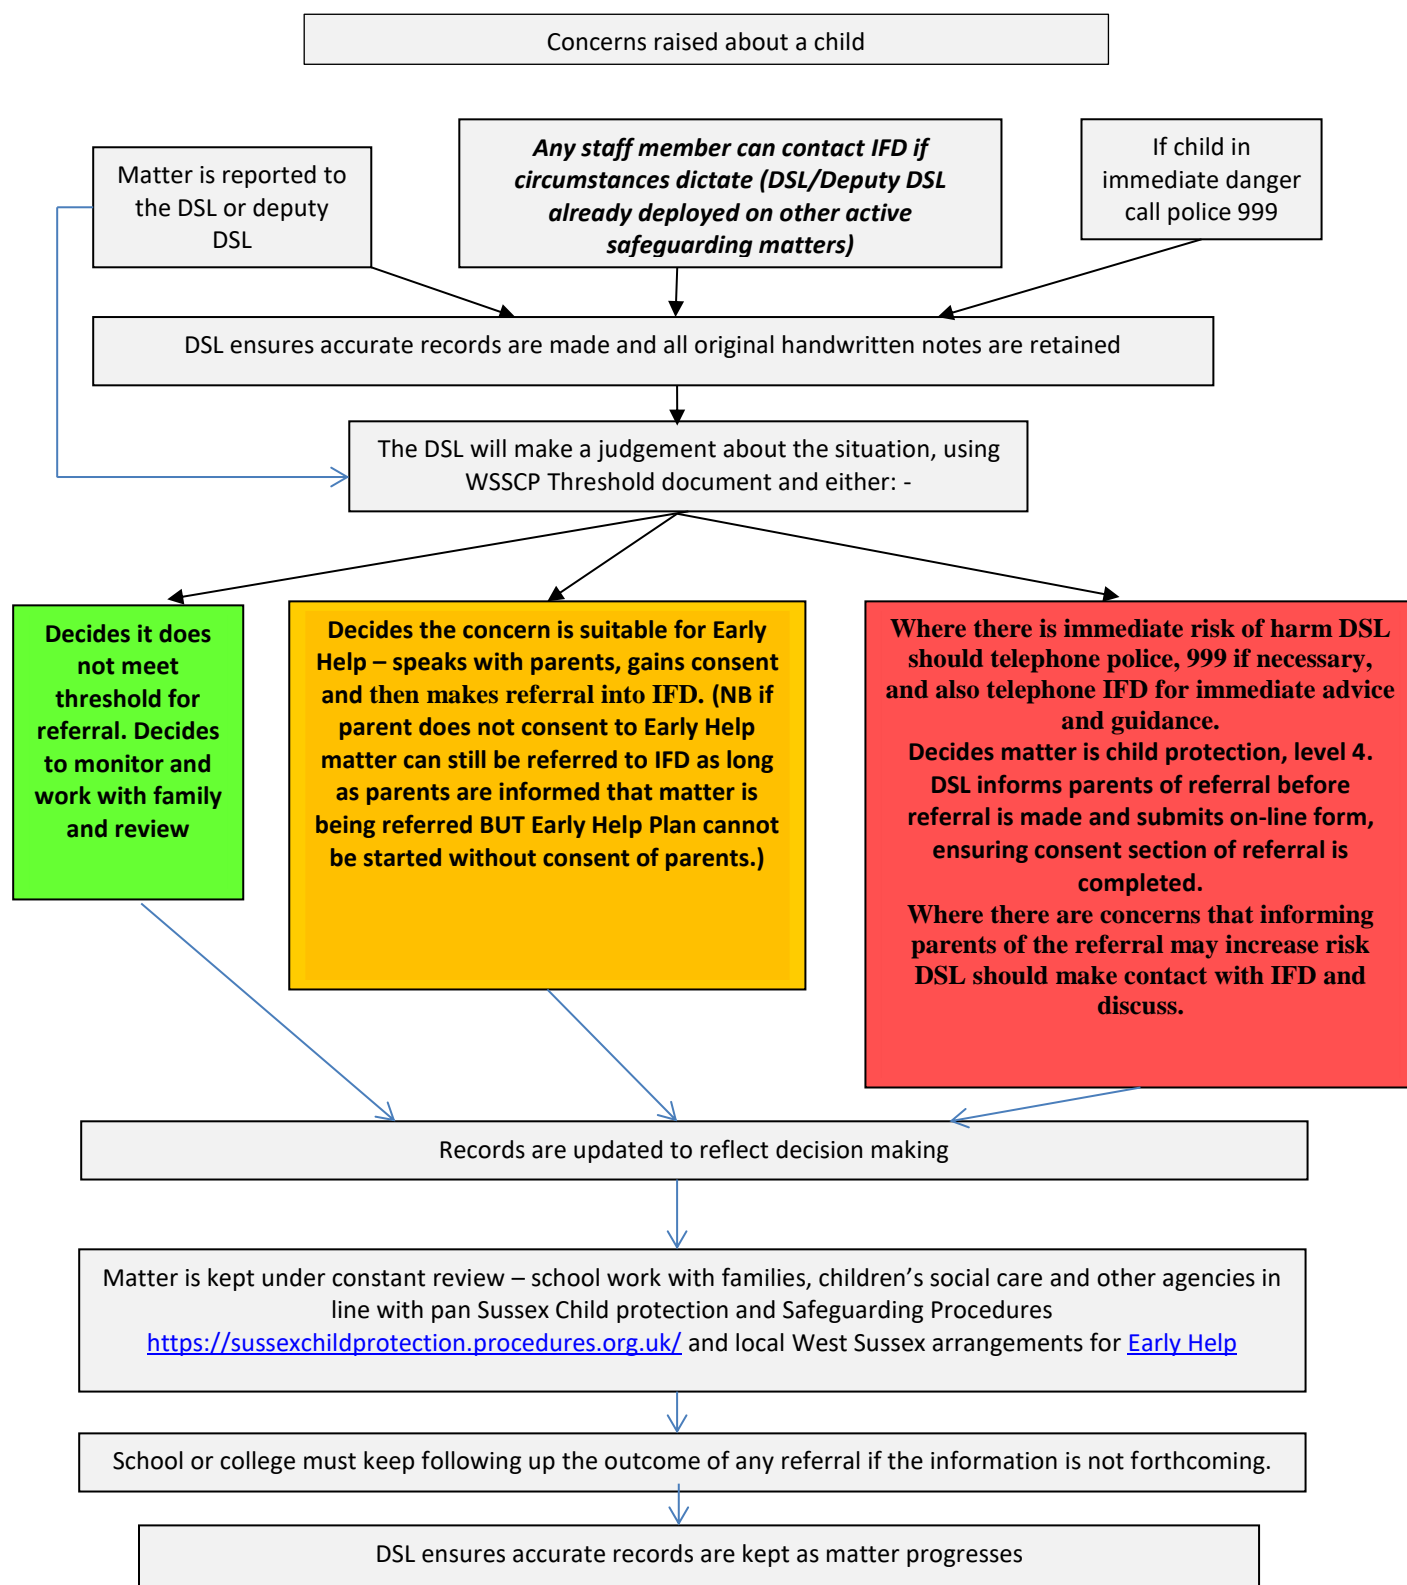 Concerns raised about a child
Matter is reported to
the DSL or deputy
DSL
Any staff member can contact IFD if
circumstances dictate (DSL/Deputy DSL
already deployed on other active
safeguarding matters)
If child in
immediate danger
call police 999
DSL ensures accurate records are made and all original handwritten notes are retained
The DSL will make a judgement about the situation, using
WSSCP Threshold document and either: -
Decides it does
not meet
threshold for
referral. Decides
to monitor and
work with family
and review
Decides the concern is suitable for Early
Help – speaks with parents, gains consent
and then makes referral into IFD. (NB if
parent does not consent to Early Help
matter can still be referred to IFD as long
as parents are informed that matter is
being referred BUT Early Help Plan cannot
be started without consent of parents.)
Where there is immediate risk of harm DSL
should telephone police, 999 if necessary,
and also telephone IFD for immediate advice
and guidance.
Decides matter is child protection, level 4.
DSL informs parents of referral before
referral is made and submits on-line form,
ensuring consent section of referral is
completed.
Where there are concerns that informing
parents of the referral may increase risk
DSL should make contact with IFD and
discuss.
Records are updated to reflect decision making
Matter is kept under constant review – school work with families, children’s social care and other agencies in
line with pan Sussex Child protection and Safeguarding Procedures
https://sussexchildprotection.procedures.org.uk/ and local West Sussex arrangements for Early Help
School or college must keep following up the outcome of any referral if the information is not forthcoming.
DSL ensures accurate records are kept as matter progresses